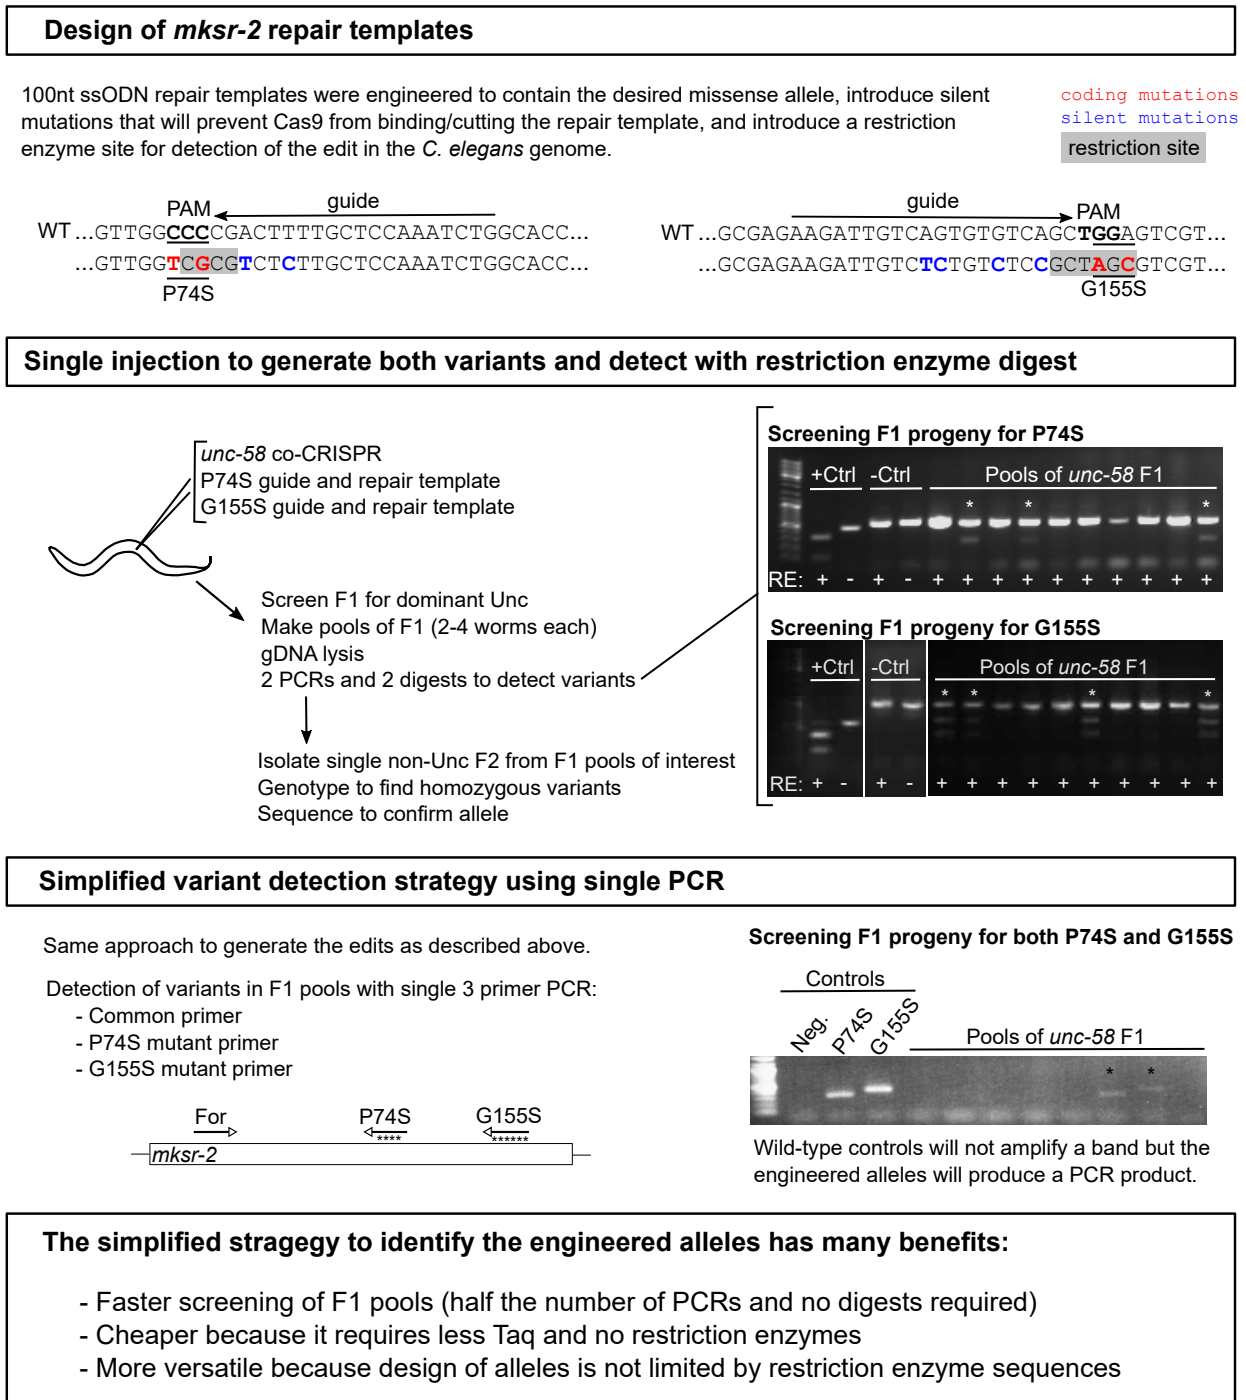 Design of mksr-2 repair templates
100nt ssODN repair templates were engineered to contain the desired missense allele, introduce silent
mutations that will prevent Cas9 from binding/cutting the repair template, and introduce a restriction
enzyme site for detection of the edit in the C. elegans genome.
coding mutations
silent mutations
restriction site
PAM guide
WT ...GTTGGCCCCGACTTTTGCTCCAAATCTGGCACC...
...GTTGGTCGCGTCTCTTGCTCCAAATCTGGCACC...
P74S
guide PAM
WT ...GCGAGAAGATTGTCAGTGTGTCAGCTGGAGTCGT...
...GCGAGAAGATTGTCTCTGTCTCCGCTAGCGTCGT...
G155S
Single injection to generate both variants and detect with restriction enzyme digest
unc-58 co-CRISPR
P74S guide and repair template
G155S guide and repair template
Screen F1 for dominant Unc
Make pools of F1 (2-4 worms each)
gDNA lysis
2 PCRs and 2 digests to detect variants
Isolate single non-Unc F2 from F1 pools of interest
Genotype to find homozygous variants
Sequence to confirm allele
Screening F1 progeny for P74S
+Ctrl -Ctrl Pools of unc-58 F1
* * *
RE: + - + - + + + + + + + + + +
Screening F1 progeny for G155S
+Ctrl -Ctrl Pools of unc-58 F1
* * * *
RE: + - + - + + + + + + + + + +
Simplified variant detection strategy using single PCR
Same approach to generate the edits as described above.
Detection of variants in F1 pools with single 3 primer PCR:
- Common primer
- P74S mutant primer
- G155S mutant primer
For P74S G155S
**** ******
mksr-2
Screening F1 progeny for both P74S and G155S
Controls
Neg. P74S G155S Pools of unc-58 F1
* *
Wild-type controls will not amplify a band but the
engineered alleles will produce a PCR product.
The simplified stragegy to identify the engineered alleles has many benefits:
- Faster screening of F1 pools (half the number of PCRs and no digests required)
- Cheaper because it requires less Taq and no restriction enzymes
- More versatile because design of alleles is not limited by restriction enzyme sequences